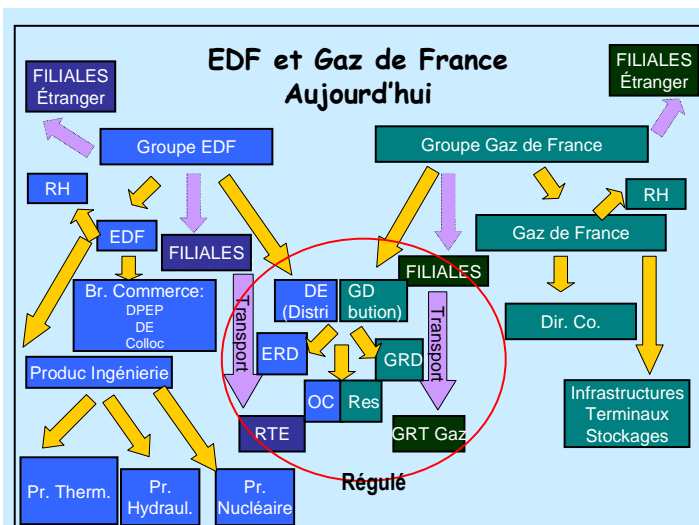 EDF et Gaz de France
Aujourd'hui
FILIALES
Étranger
FILIALES
Étranger
Groupe EDF
Groupe Gaz de France
RH
RH
EDF
Gaz de France
FILIALES
FILIALES
Br. Commerce:
DPEP
DE
Colloc
Transport
DE
(Distri
GD
bution)
Transport
Dir. Co.
ERD
GRD
Produc Ingénierie
OC
Res
Infrastructures
Terminaux
Stockages
RTE
GRT Gaz
Pr. Therm.
Pr.
Hydraul.
Pr.
Nucléaire
Régulé